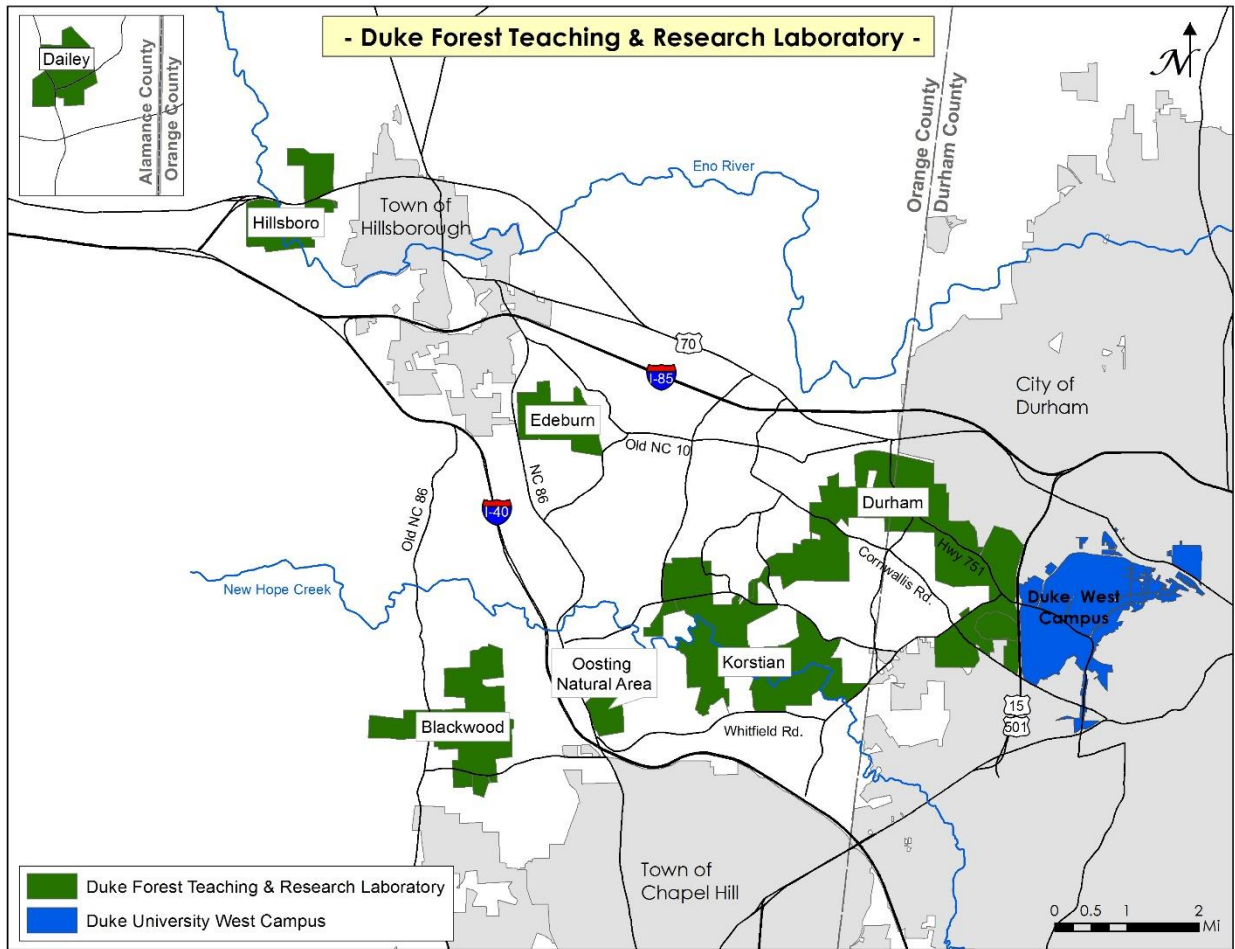 - Duke Forest Teaching & Research Laboratory -
Dailey
Alamance County
Orange County
N
Orange County
Durham County
Eno River
Hillsboro
Town of
Hillsborough
70
I-85
City of
Durham
Edeburn
Old NC 10
NC 86
Old NC 86
I-40
Durham
Hwy 751
Cornwallis Rd.
New Hope Creek
Duke West
Campus
Oosting
Natural Area
Korstian
Blackwood
Whitfield Rd.
15
501
Town of
Chapel Hill
Duke Forest Teaching & Research Laboratory
Duke University West Campus
0 0.5 1 2
Mi